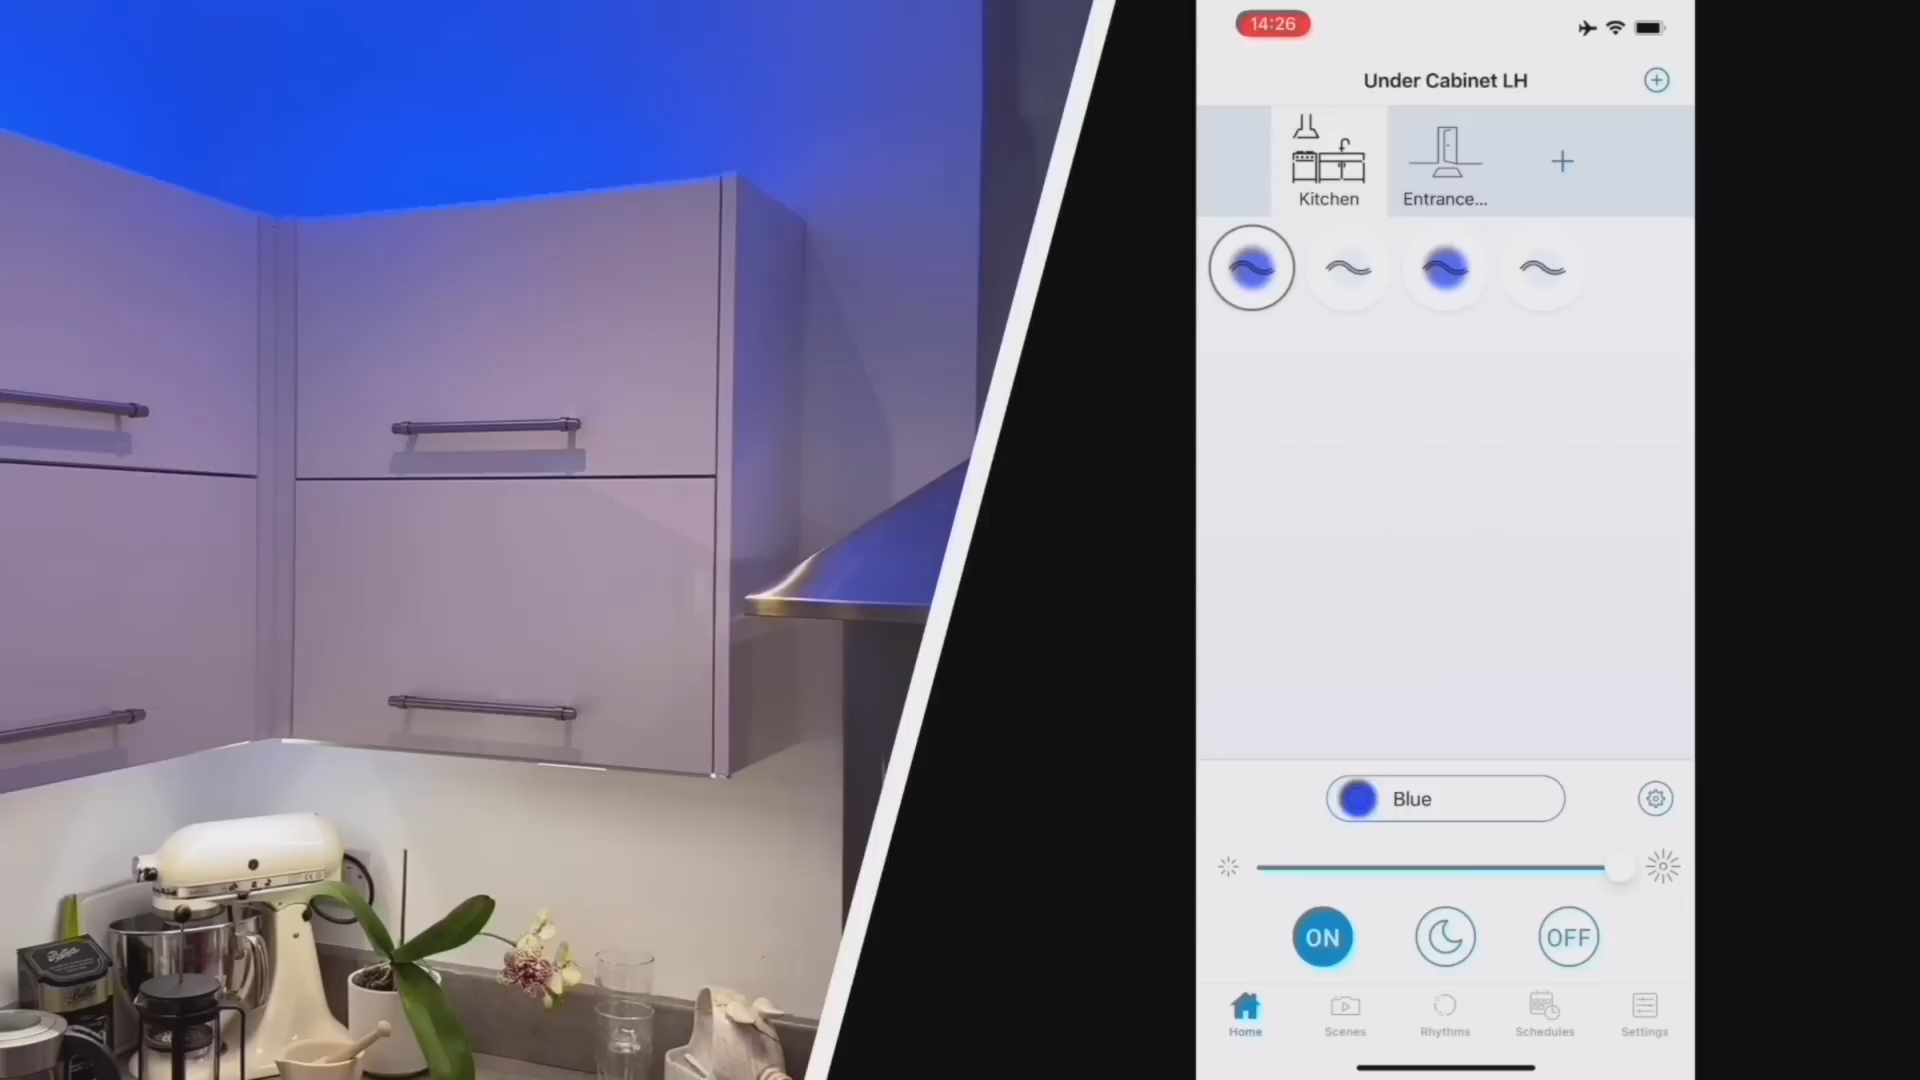 14:26
Under Cabinet LH
Kitchen
Entrance...
Blue
ON
OFF
Home
Scenes
Rhythms
Schedules
Settings